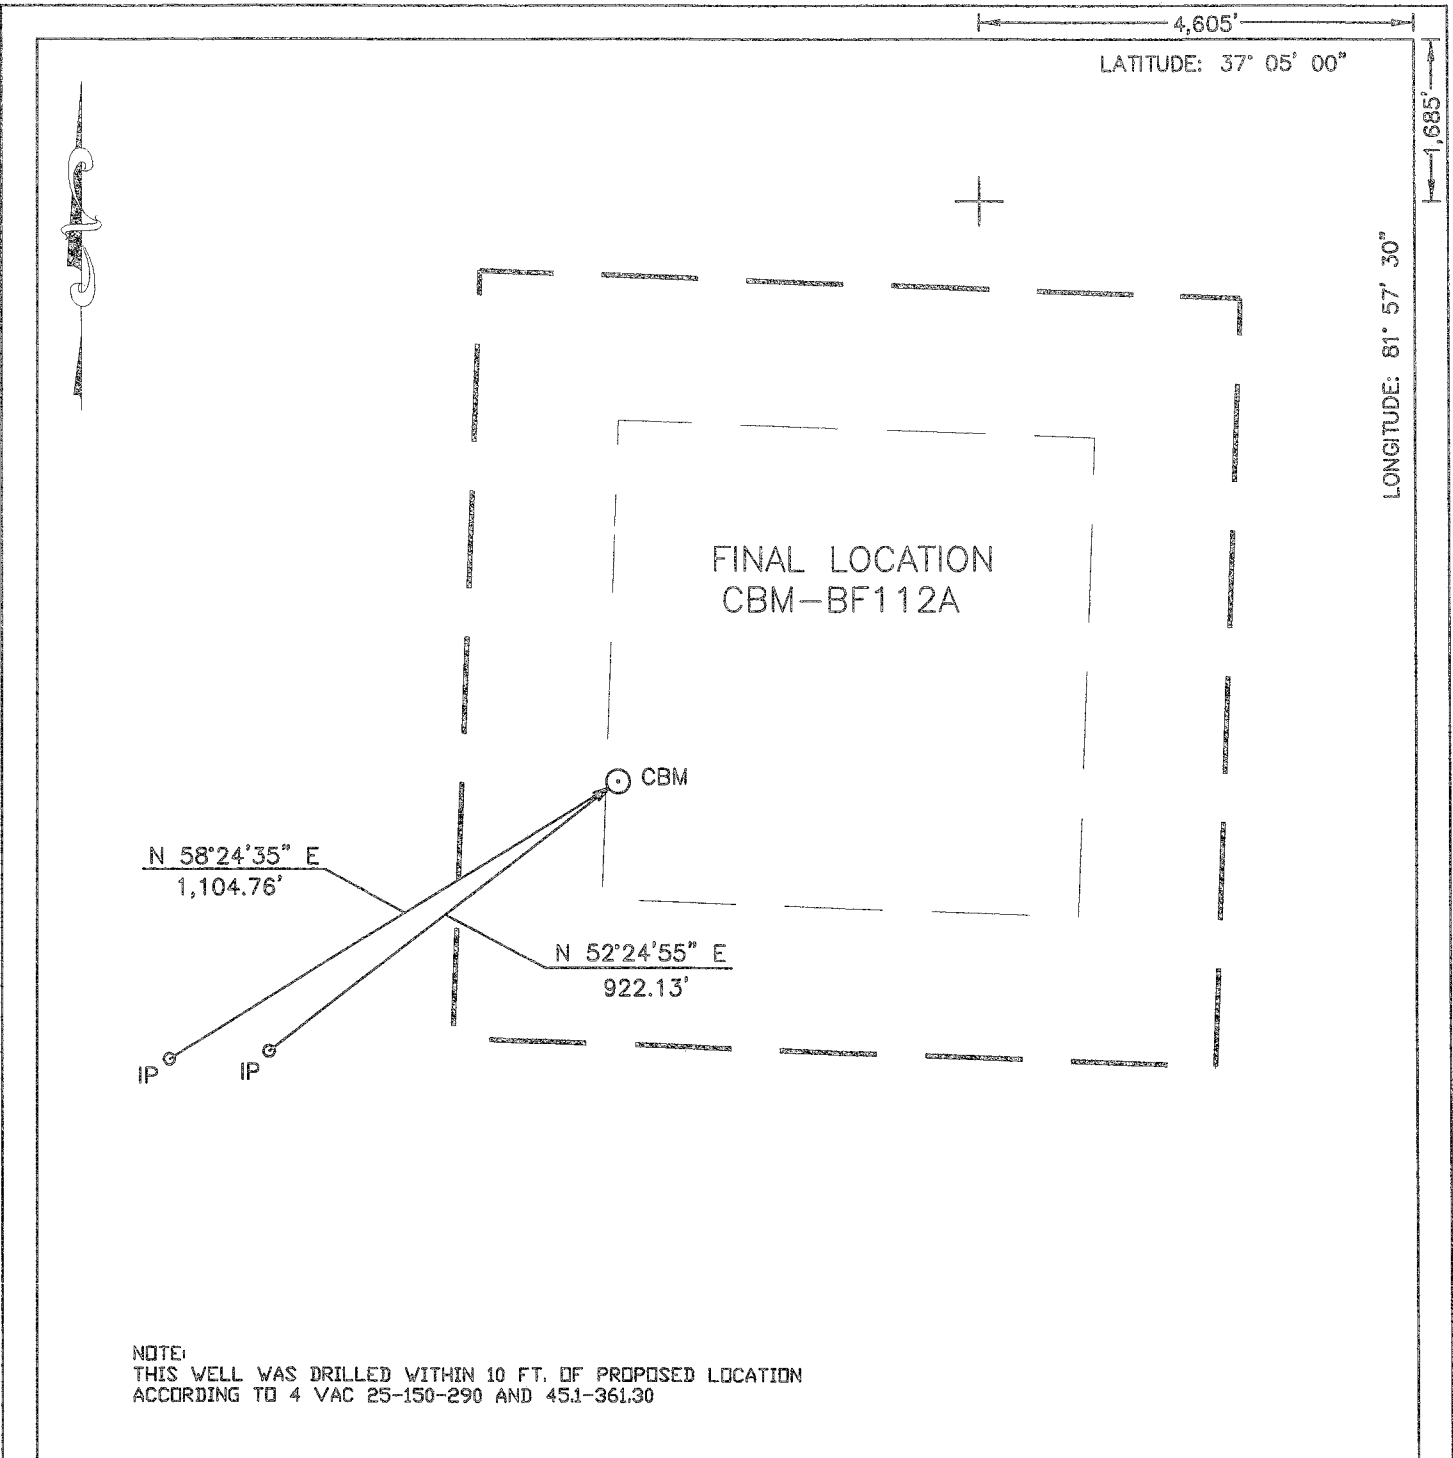 4,605'
LATITUDE: 37° 05' 00"
1,685'
LONGITUDE: 81° 57' 30"
FINAL LOCATION
CBM-BF112A
CBM
N 58°24'35" E
1,104.76'
N 52°24'55" E
922.13'
IP
IP
NOTE:
THIS WELL WAS DRILLED WITHIN 10 FT. OF PROPOSED LOCATION
ACCORDING TO 4 VAC 25-150-290 AND 45.1-361.30